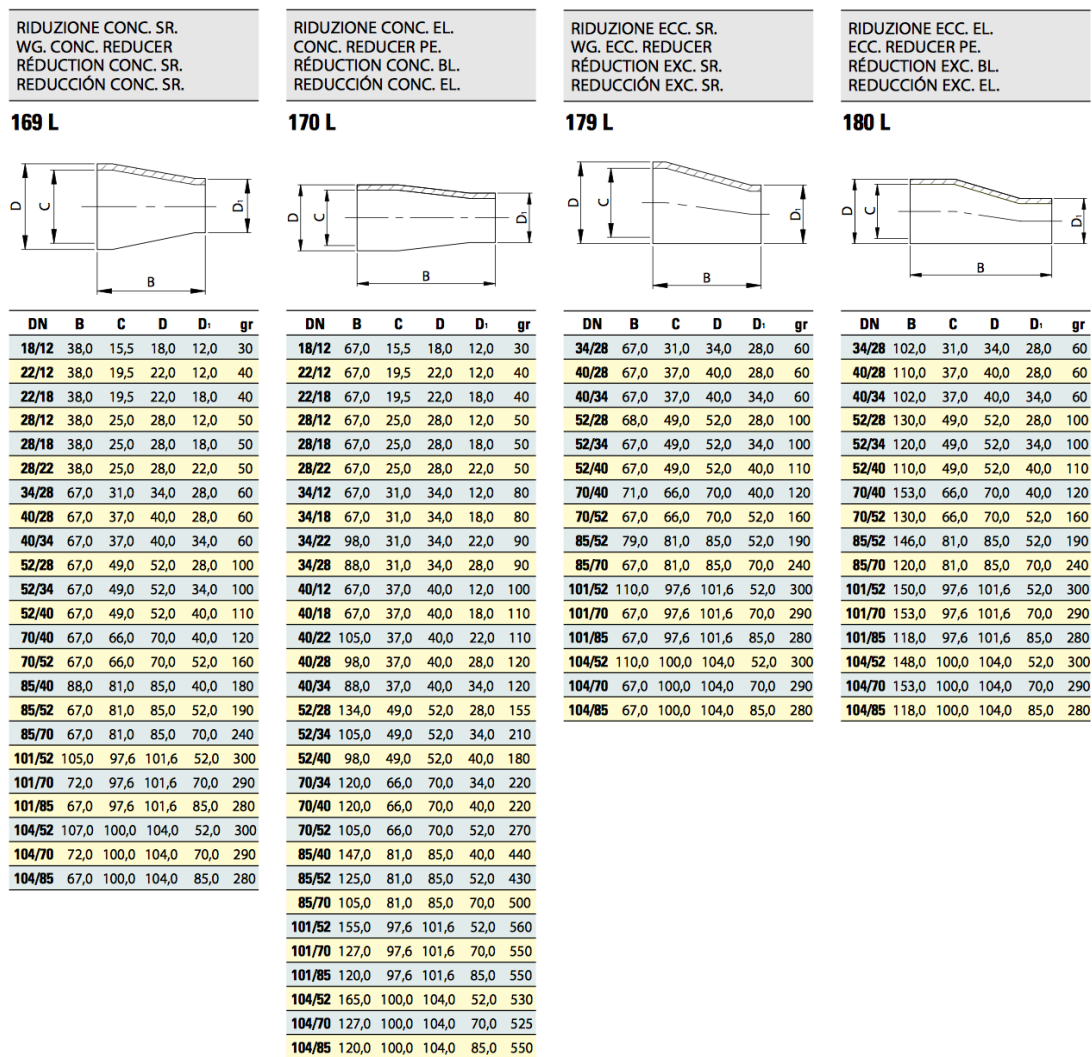 RIDUZIONE CONC. SR.
WG. CONC. REDUCER
RÉDUCTION CONC. SR.
REDUCCIÓN CONC. SR.
169 L
D
C
D₁
B
DN B C D D₁ gr
18/12 38,0 15,5 18,0 12,0 30
22/12 38,0 19,5 22,0 12,0 40
22/18 38,0 19,5 22,0 18,0 40
28/12 38,0 25,0 28,0 12,0 50
28/18 38,0 25,0 28,0 18,0 50
28/22 38,0 25,0 28,0 22,0 50
34/28 67,0 31,0 34,0 28,0 60
40/28 67,0 37,0 40,0 28,0 60
40/34 67,0 37,0 40,0 34,0 60
52/28 67,0 49,0 52,0 28,0 100
52/34 67,0 49,0 52,0 34,0 100
52/40 67,0 49,0 52,0 40,0 110
70/40 67,0 66,0 70,0 40,0 120
70/52 67,0 66,0 70,0 52,0 160
85/40 88,0 81,0 85,0 40,0 180
85/52 67,0 81,0 85,0 52,0 190
85/70 67,0 81,0 85,0 70,0 240
101/52 105,0 97,6 101,6 52,0 300
101/70 72,0 97,6 101,6 70,0 290
101/85 67,0 97,6 101,6 85,0 280
104/52 107,0 100,0 104,0 52,0 300
104/70 72,0 100,0 104,0 70,0 290
104/85 67,0 100,0 104,0 85,0 280
RIDUZIONE CONC. EL.
CONC. REDUCER PE.
RÉDUCTION CONC. BL.
REDUCCIÓN CONC. EL.
170 L
D
C
D₁
B
DN B C D D₁ gr
18/12 67,0 15,5 18,0 12,0 30
22/12 67,0 19,5 22,0 12,0 40
22/18 67,0 19,5 22,0 18,0 40
28/12 67,0 25,0 28,0 12,0 50
28/18 67,0 25,0 28,0 18,0 50
28/22 67,0 25,0 28,0 22,0 50
34/12 67,0 31,0 34,0 12,0 80
34/18 67,0 31,0 34,0 18,0 80
34/22 98,0 31,0 34,0 22,0 90
34/28 88,0 31,0 34,0 28,0 90
40/12 67,0 37,0 40,0 12,0 100
40/18 67,0 37,0 40,0 18,0 110
40/22 105,0 37,0 40,0 22,0 110
40/28 98,0 37,0 40,0 28,0 120
40/34 88,0 37,0 40,0 34,0 120
52/28 134,0 49,0 52,0 28,0 155
52/34 105,0 49,0 52,0 34,0 210
52/40 98,0 49,0 52,0 40,0 180
70/34 120,0 66,0 70,0 34,0 220
70/40 120,0 66,0 70,0 40,0 220
70/52 105,0 66,0 70,0 52,0 270
85/40 147,0 81,0 85,0 40,0 440
85/52 125,0 81,0 85,0 52,0 430
85/70 105,0 81,0 85,0 70,0 500
101/52 155,0 97,6 101,6 52,0 560
101/70 127,0 97,6 101,6 70,0 550
101/85 120,0 97,6 101,6 85,0 550
104/52 165,0 100,0 104,0 52,0 530
104/70 127,0 100,0 104,0 70,0 525
104/85 120,0 100,0 104,0 85,0 550
RIDUZIONE ECC. SR.
WG. ECC. REDUCER
RÉDUCTION EXC. SR.
REDUCCIÓN EXC. SR.
179 L
D
C
D₁
B
DN B C D D₁ gr
34/28 67,0 31,0 34,0 28,0 60
40/28 67,0 37,0 40,0 28,0 60
40/34 67,0 37,0 40,0 34,0 60
52/28 68,0 49,0 52,0 28,0 100
52/34 67,0 49,0 52,0 34,0 100
52/40 67,0 49,0 52,0 40,0 110
70/40 71,0 66,0 70,0 40,0 120
70/52 67,0 66,0 70,0 52,0 160
85/52 79,0 81,0 85,0 52,0 190
85/70 67,0 81,0 85,0 70,0 240
101/52 110,0 97,6 101,6 52,0 300
101/70 67,0 97,6 101,6 70,0 290
101/85 67,0 97,6 101,6 85,0 280
104/52 110,0 100,0 104,0 52,0 300
104/70 67,0 100,0 104,0 70,0 290
104/85 67,0 100,0 104,0 85,0 280
RIDUZIONE ECC. EL.
ECC. REDUCER PE.
RÉDUCTION EXC. BL.
REDUCCIÓN EXC. EL.
180 L
D
C
D₁
B
DN B C D D₁ gr
34/28 102,0 31,0 34,0 28,0 60
40/28 110,0 37,0 40,0 28,0 60
40/34 102,0 37,0 40,0 34,0 60
52/28 130,0 49,0 52,0 28,0 100
52/34 120,0 49,0 52,0 34,0 100
52/40 110,0 49,0 52,0 40,0 110
70/40 153,0 66,0 70,0 40,0 120
70/52 130,0 66,0 70,0 52,0 160
85/52 146,0 81,0 85,0 52,0 190
85/70 120,0 81,0 85,0 70,0 240
101/52 150,0 97,6 101,6 52,0 300
101/70 153,0 97,6 101,6 70,0 290
101/85 118,0 97,6 101,6 85,0 280
104/52 148,0 100,0 104,0 52,0 300
104/70 153,0 100,0 104,0 70,0 290
104/85 118,0 100,0 104,0 85,0 280